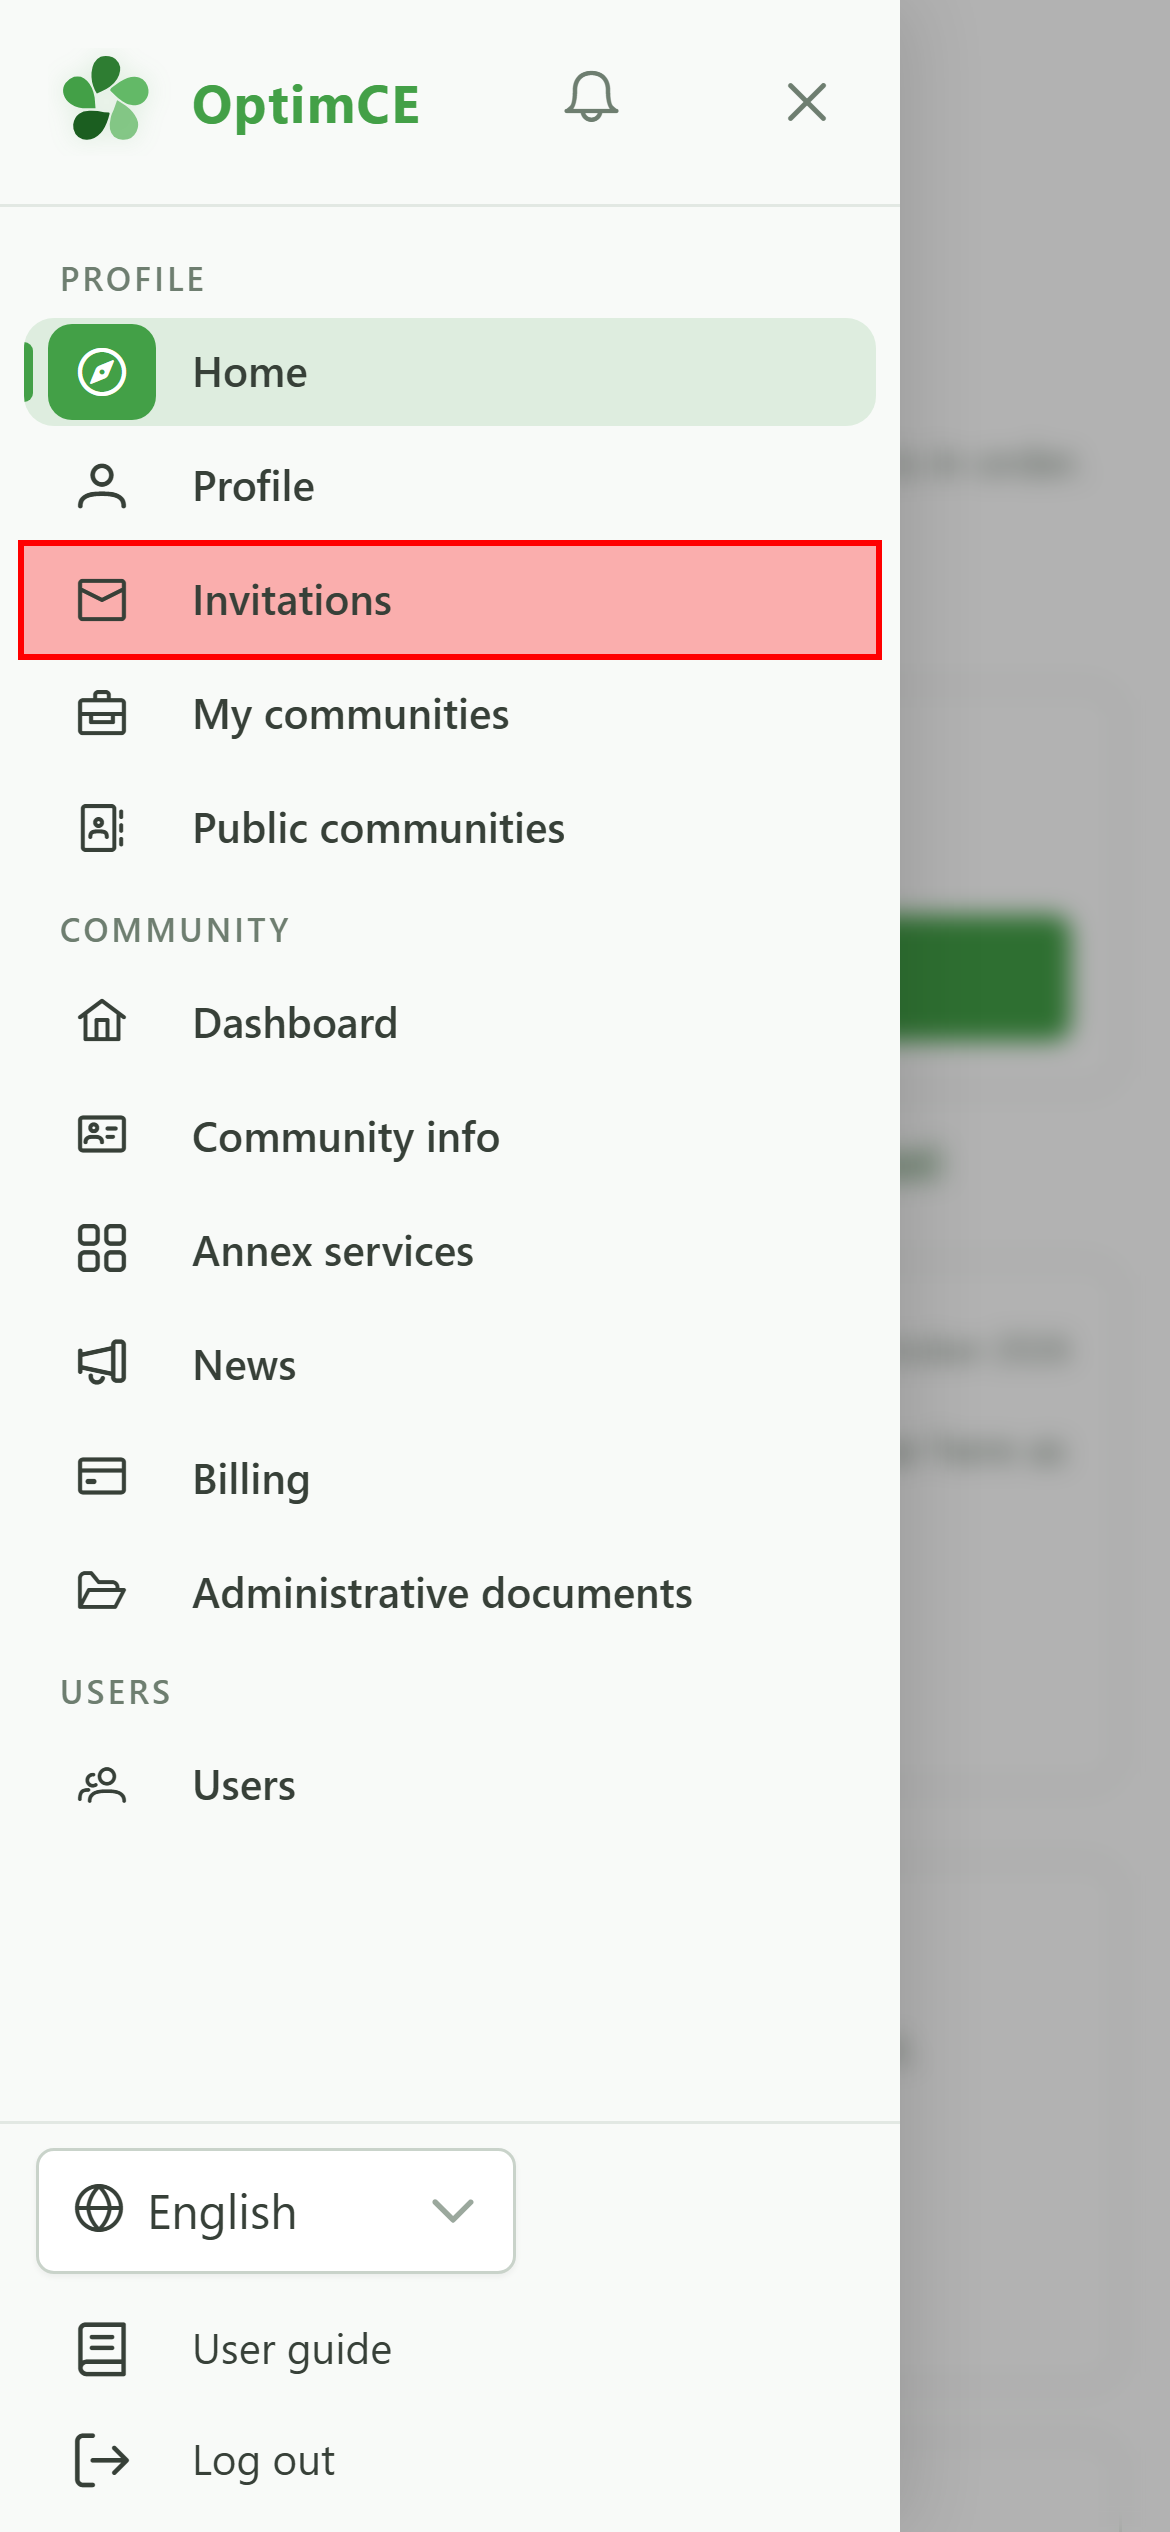 OptimCE
PROFILE
Home
Profile
Invitations
My communities
Public communities
COMMUNITY
Dashboard
Community info
Annex services
News
Billing
Administrative documents
USERS
Users
English
User guide
Log out